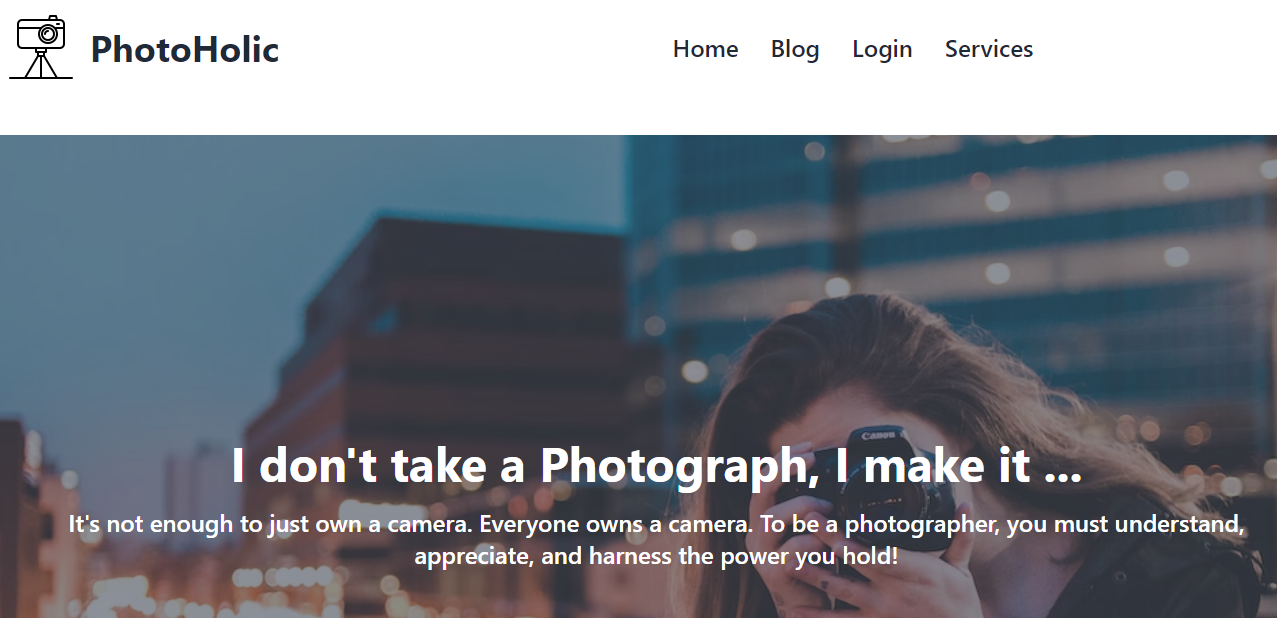 PhotoHolic
Home Blog Login Services
Canon
I don't take a Photograph, I make it ...
It's not enough to just own a camera. Everyone owns a camera. To be a photographer, you must understand,
appreciate, and harness the power you hold!